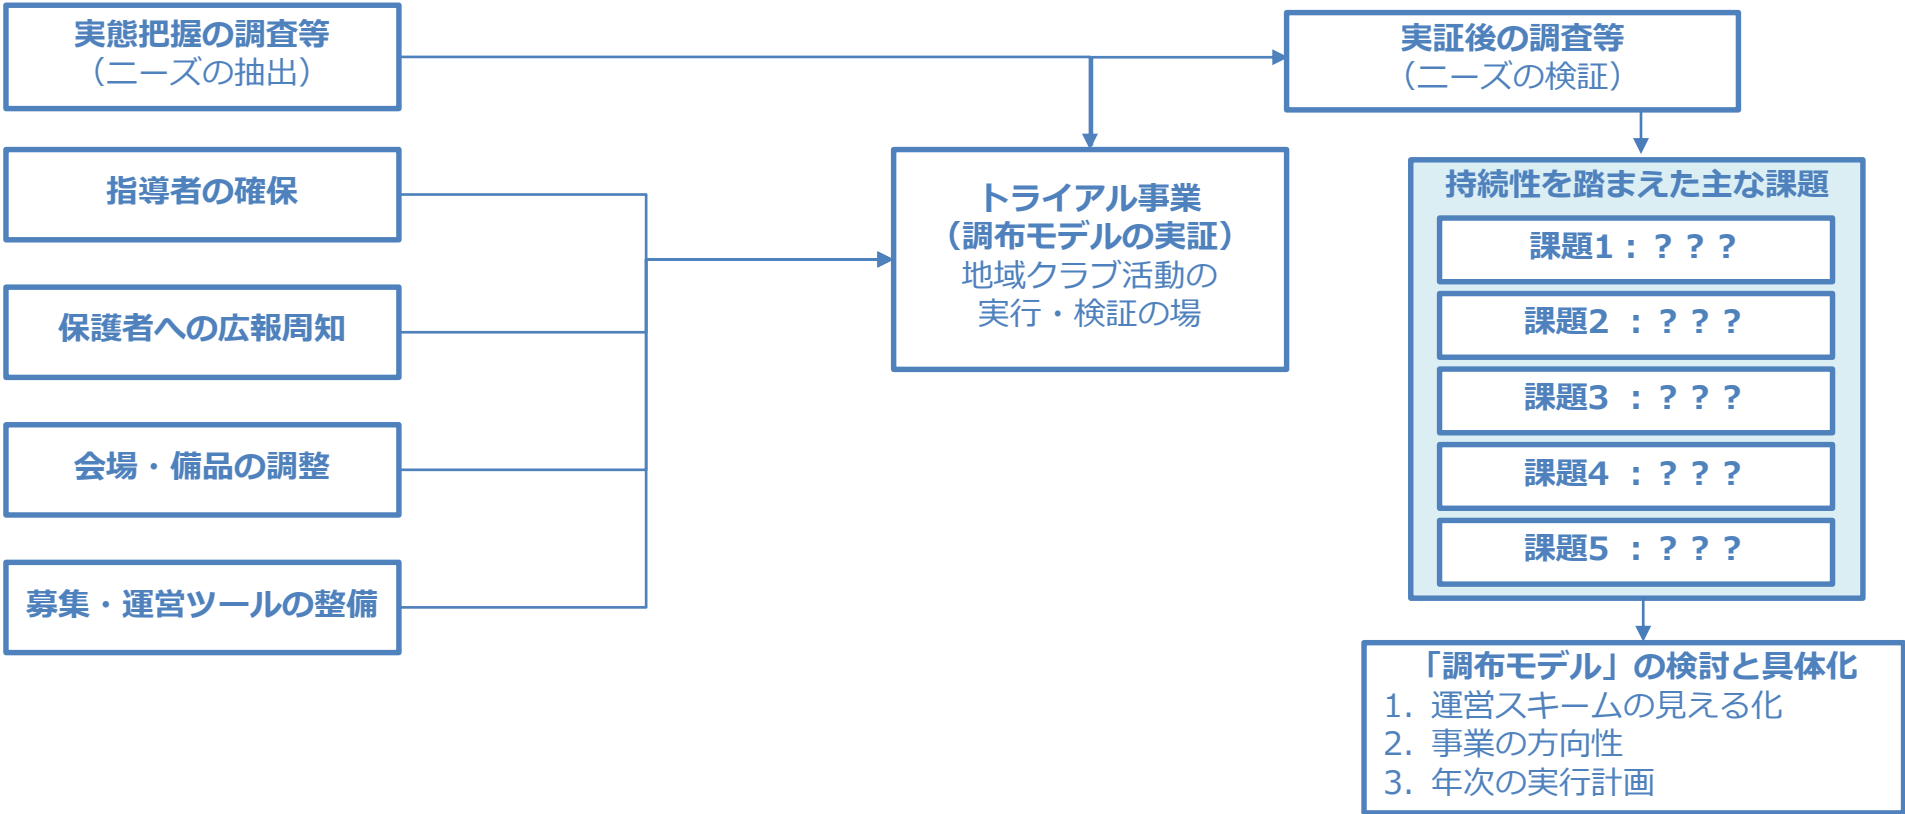 実態把握の調査等
（ニーズの抽出）
指導者の確保
保護者への広報周知
会場・備品の調整
募集・運営ツールの整備
トライアル事業
（調布モデルの実証）
地域クラブ活動の
実行・検証の場
実証後の調査等
（ニーズの検証）
持続性を踏まえた主な課題
課題1：？？？
課題2 ：？？？
課題3 ：？？？
課題4 ：？？？
課題5 ：？？？
「調布モデル」の検討と具体化
1. 運営スキームの見える化
2. 事業の方向性
3. 年次の実行計画